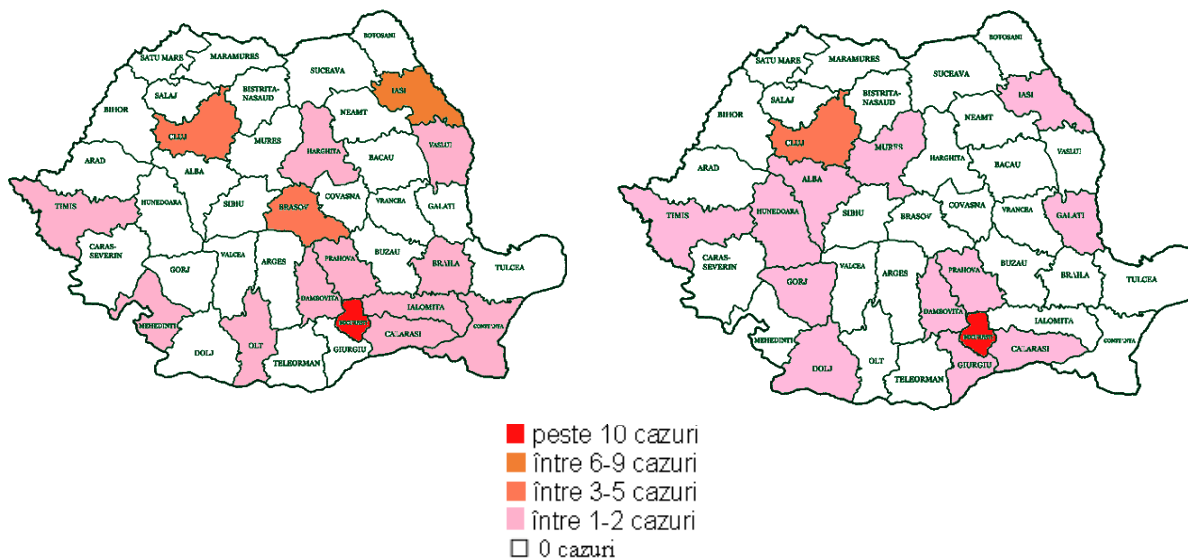 BOTOSANI
SATU MARE
MARAMURES
SUCEAVA
IASI
SALAJ
BISTRITA-
NASAUD
BIHOR
NEAMT
CLUJ
MURES
HARGHITA
VASLUI
BACAU
ARAD
ALBA
COVASNA
TIMIS
HUNEDOARA
SIBIU
BRASOV
VRANCEA
GALATI
CARAS-
SEVERIN
GORJ
VALCEA
ARGES
PRAHOVA
BUZAU
BRAILA
TULCEA
DAMBOVITA
IALOMITA
MEHEDINTI
CALARASI
DOLJ
OLT
GIURGIU
TELEORMAN
BOTOSANI
SATU MARE
MARAMURES
SUCEAVA
IASI
SALAJ
BISTRITA-
NASAUD
BIHOR
NEAMT
CLUJ
MURES
HARGHITA
VASLUI
BACAU
ARAD
ALBA
COVASNA
TIMIS
HUNEDOARA
SIBIU
BRASOV
VRANCEA
GALATI
CARAS-
SEVERIN
GORJ
VALCEA
ARGES
PRAHOVA
BUZAU
BRAILA
TULCEA
DAMBOVITA
IALOMITA
MEHEDINTI
CALARASI
DOLJ
OLT
GIURGIU
TELEORMAN
peste 10 cazuri
între 6-9 cazuri
între 3-5 cazuri
între 1-2 cazuri
0 cazuri